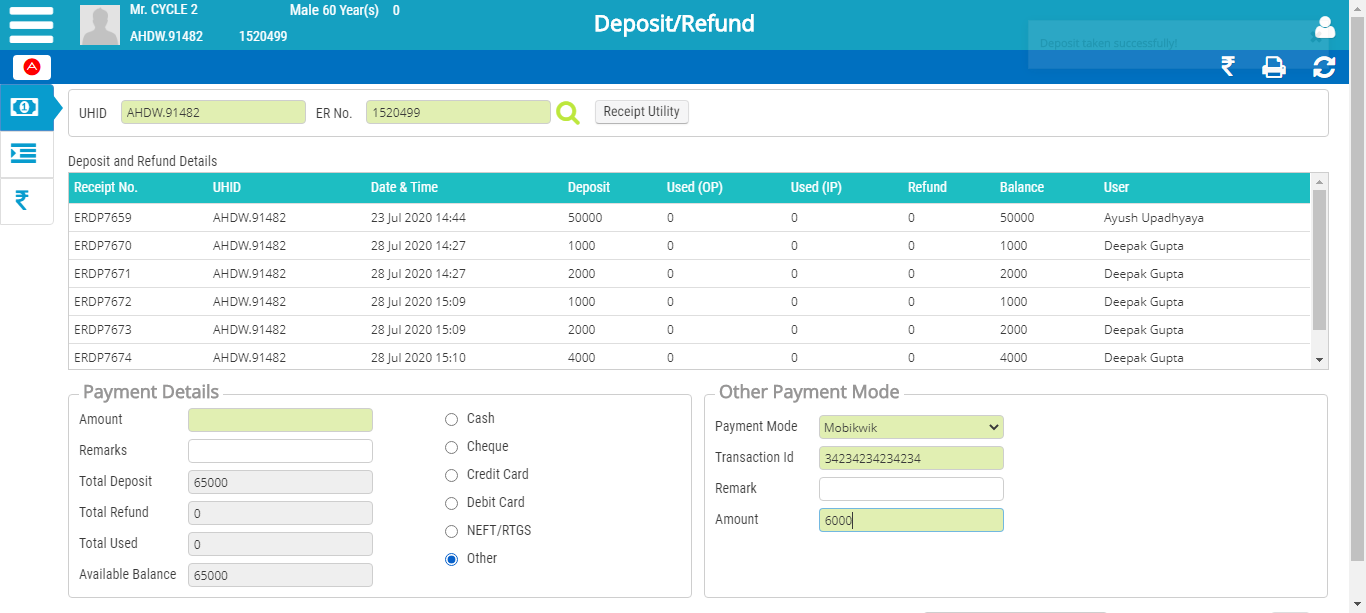 Mr. CYCLE 2 Male 60 Year(s) 0
AHDW.91482 1520499
Deposit/Refund
Deposit taken successfully!
UHID AHDW.91482 ER No. 1520499 Receipt Utility
Deposit and Refund Details
Receipt No. UHID Date & Time Deposit Used (OP) Used (IP) Refund Balance User
ERDP7659 AHDW.91482 23 Jul 2020 14:44 50000 0 0 0 50000 Ayush Upadhyaya
ERDP7670 AHDW.91482 28 Jul 2020 14:27 1000 0 0 0 1000 Deepak Gupta
ERDP7671 AHDW.91482 28 Jul 2020 14:27 2000 0 0 0 2000 Deepak Gupta
ERDP7672 AHDW.91482 28 Jul 2020 15:09 1000 0 0 0 1000 Deepak Gupta
ERDP7673 AHDW.91482 28 Jul 2020 15:09 2000 0 0 0 2000 Deepak Gupta
ERDP7674 AHDW.91482 28 Jul 2020 15:10 4000 0 0 0 4000 Deepak Gupta
Payment Details
Amount
Remarks
Total Deposit 65000
Total Refund 0
Total Used 0
Available Balance 65000
Cash
Cheque
Credit Card
Debit Card
NEFT/RTGS
Other
Other Payment Mode
Payment Mode Mobikwik
Transaction Id 34234234234234
Remark
Amount 6000